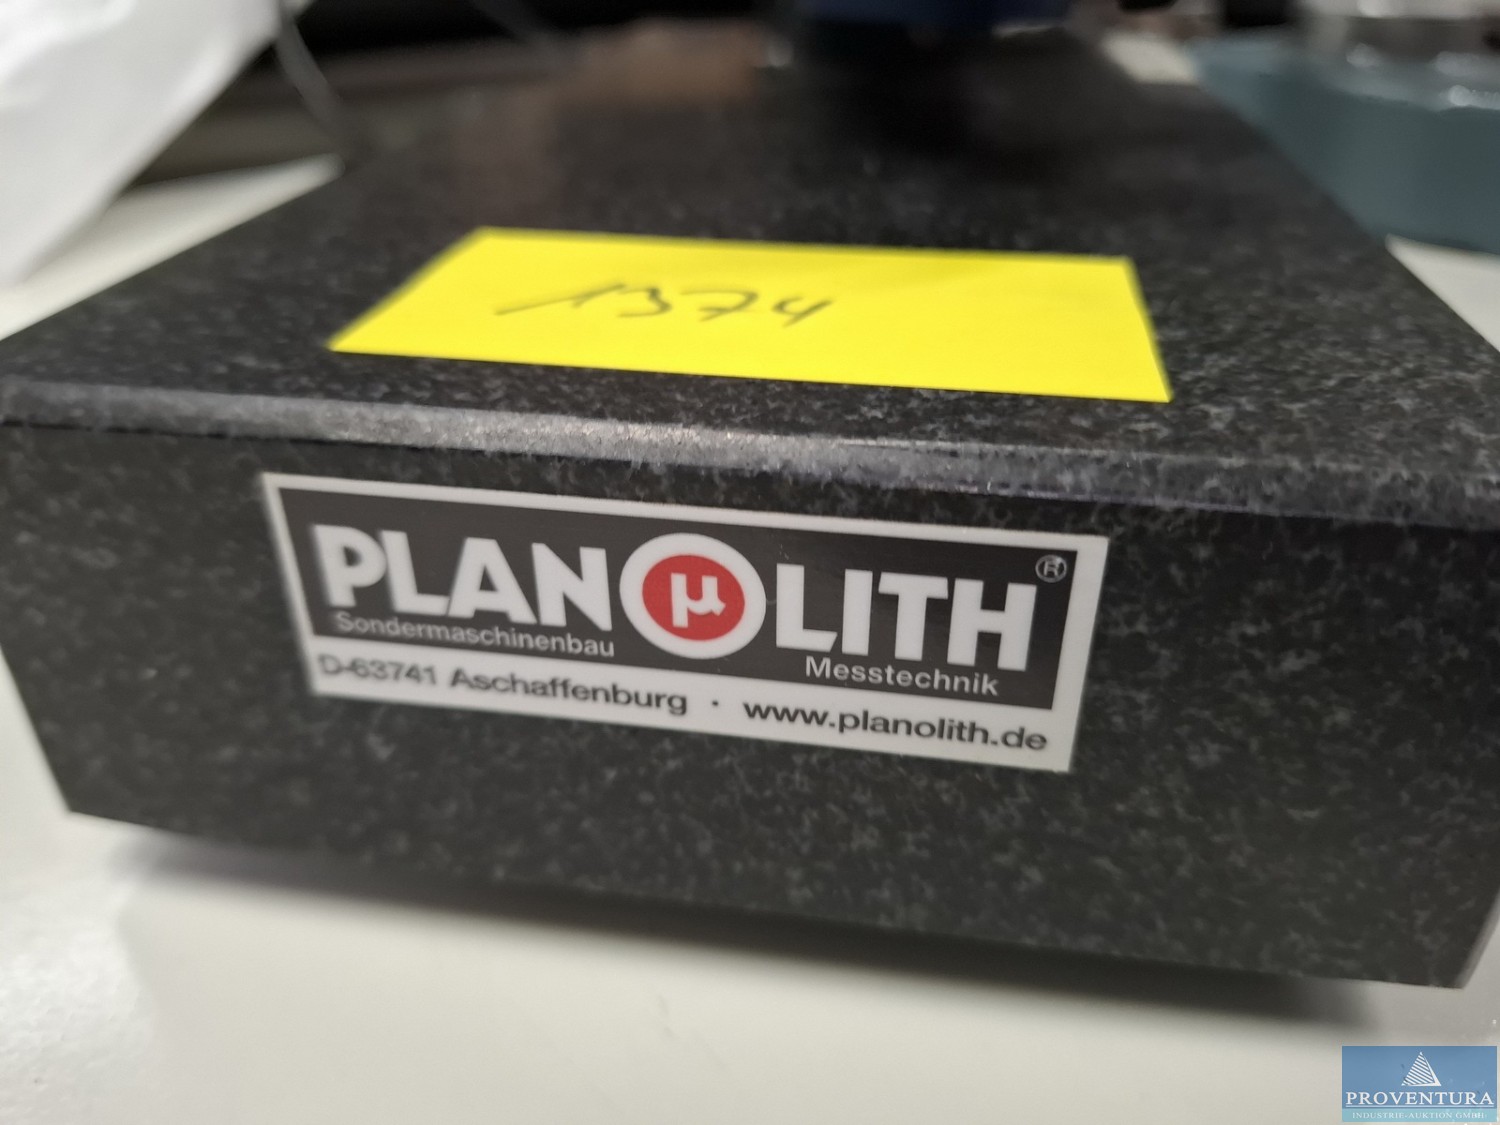 1374
PLANµLITH®
Sondermaschinenbau
Messtechnik
D-63741 Aschaffenburg · www.planolith.de
PROVENTURA
INDUSTRIE-AUKTION GMBH